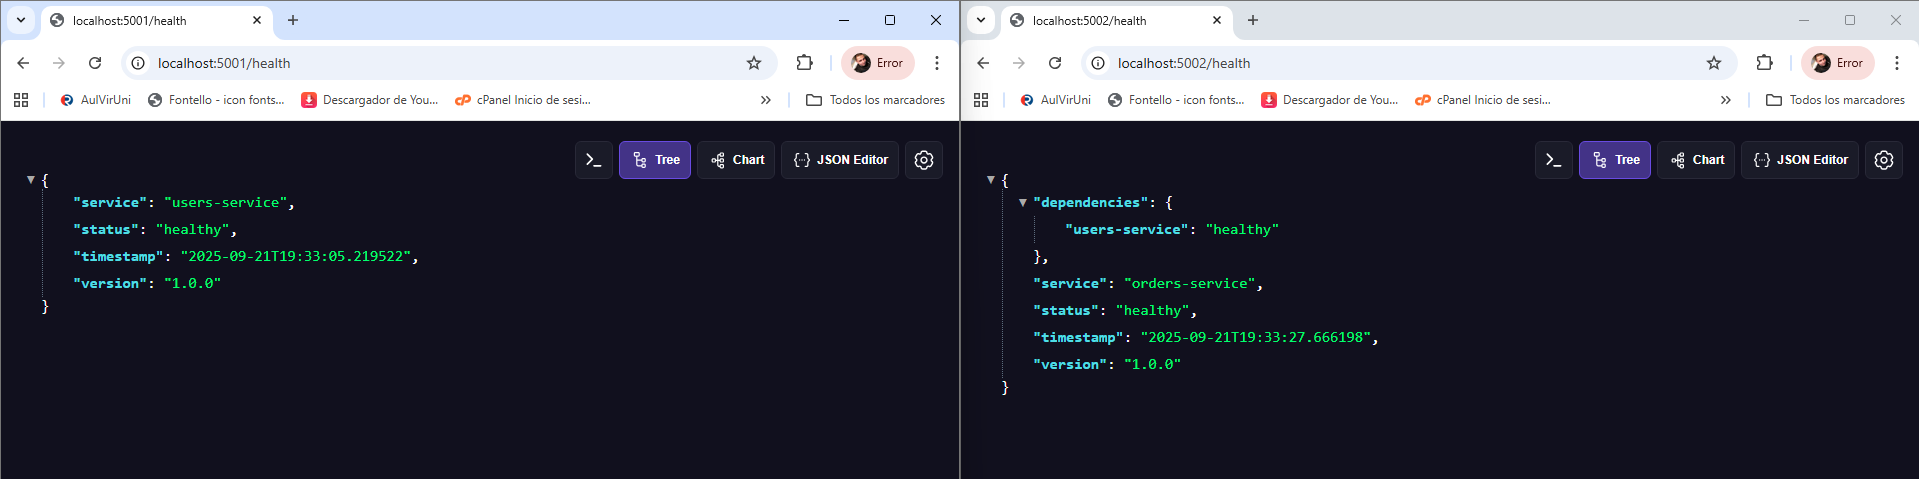 localhost:5001/health
localhost:5001/health
Error
AulVirUni
Fontello - icon fonts...
Descargador de You...
cPanel Inicio de sesi...
Todos los marcadores
Tree
Chart
JSON Editor
{
"service": "users-service",
"status": "healthy",
"timestamp": "2025-09-21T19:33:05.219522",
"version": "1.0.0"
}
localhost:5002/health
localhost:5002/health
Error
AulVirUni
Fontello - icon fonts...
Descargador de You...
cPanel Inicio de sesi...
Todos los marcadores
Tree
Chart
JSON Editor
{
"dependencies": {
"users-service": "healthy"
},
"service": "orders-service",
"status": "healthy",
"timestamp": "2025-09-21T19:33:27.666198",
"version": "1.0.0"
}